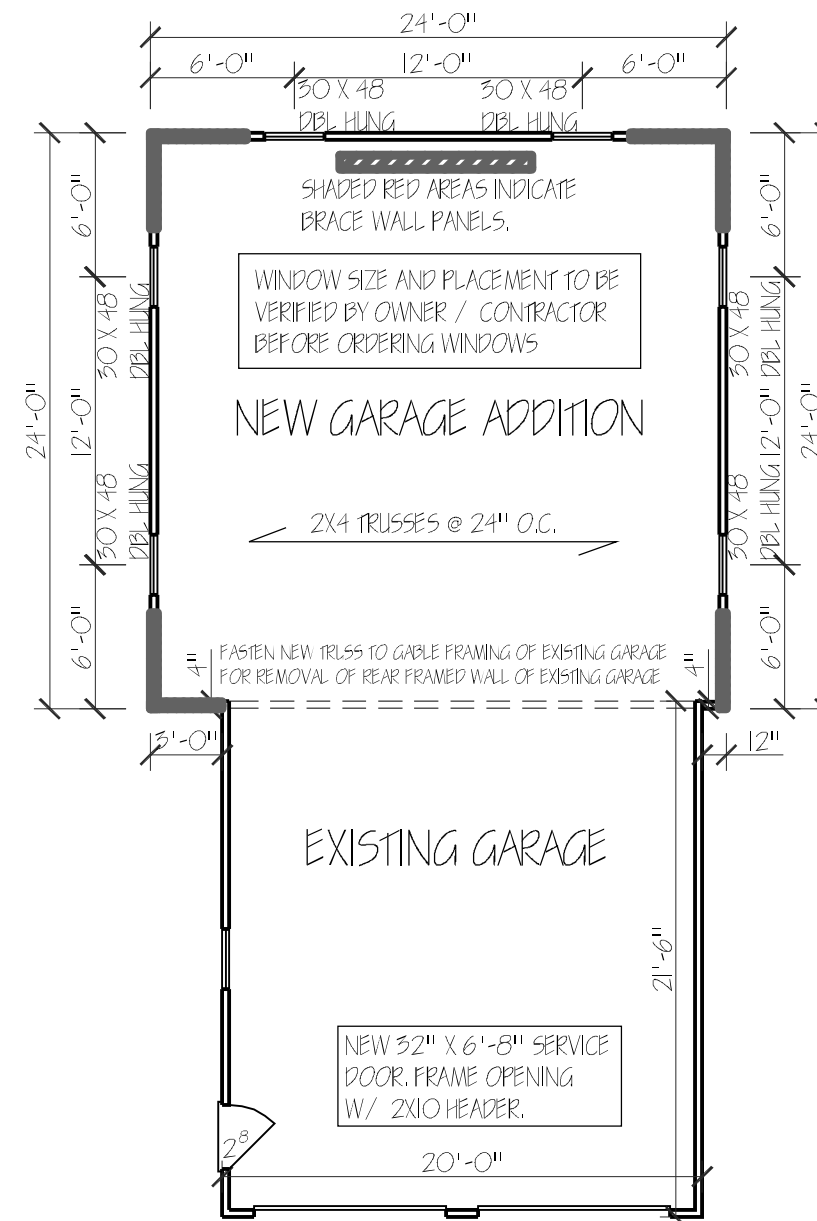 24'-0"
6'-0" 12'-0" 6'-0"
30 X 48
DBL HUNG
30 X 48
DBL HUNG
SHADED RED AREAS INDICATE
BRACE WALL PANELS.
6'-0"
6'-0"
WINDOW SIZE AND PLACEMENT TO BE
VERIFIED BY OWNER / CONTRACTOR
BEFORE ORDERING WINDOWS
30 X 48
DBL HUNG
30 X 48
DBL HUNG
24'-0"
12'-0"
NEW GARAGE ADDITION
12'-0"
24'-0"
30 X 48
DBL HUNG
30 X 48
DBL HUNG
2X4 TRUSSES @ 24" O.C.
6'-0"
6'-0"
4"
FASTEN NEW TRUSS TO GABLE FRAMING OF EXISTING GARAGE
FOR REMOVAL OF REAR FRAMED WALL OF EXISTING GARAGE
4"
3'-0"
12"
EXISTING GARAGE
21'-6"
NEW 32" X 6'-8" SERVICE
DOOR. FRAME OPENING
W/ 2X10 HEADER.
2⁸
20'-0"